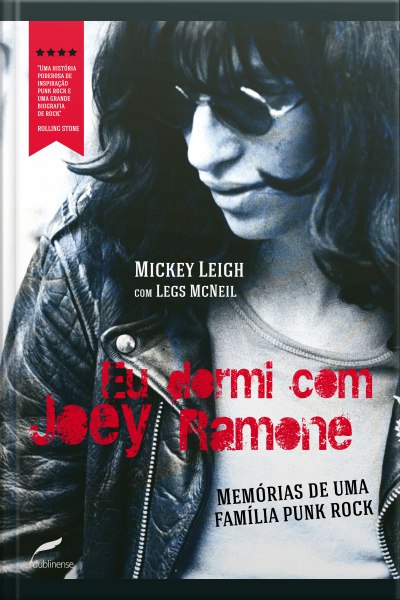 "UMA HISTÓRIA
PODEROSA DE
INSPIRAÇÃO
PUNK ROCK E
UMA GRANDE
BIOGRAFIA
DE ROCK"
ROLLING STONE
MICKEY LEIGH
COM LEGS MCNEIL
EU dormi com
Joey Ramone
MEMÓRIAS DE UMA
FAMÍLIA PUNK ROCK
dublinense